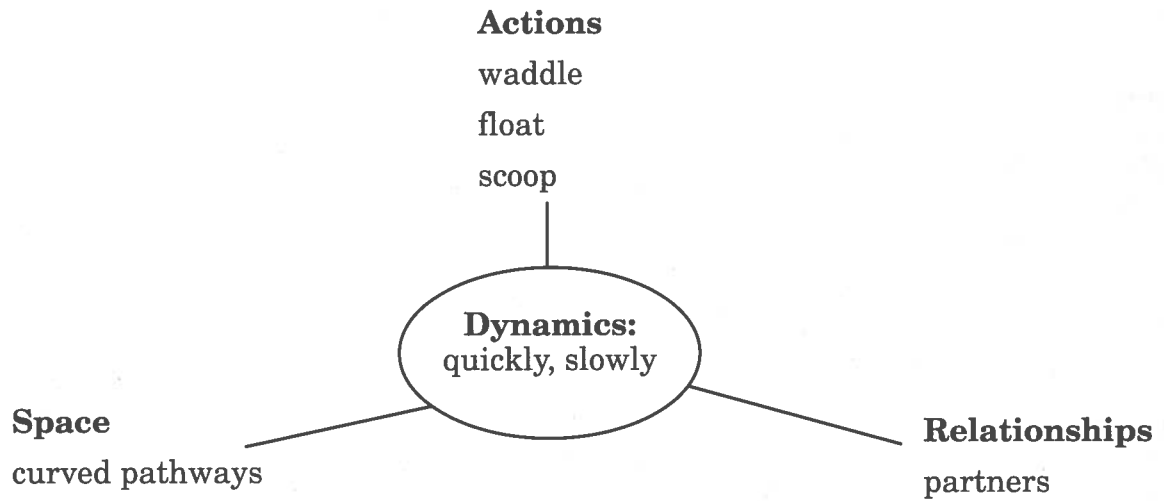 Actions
waddle
float
scoop
Dynamics:
quickly, slowly
Space
curved pathways
Relationships
partners